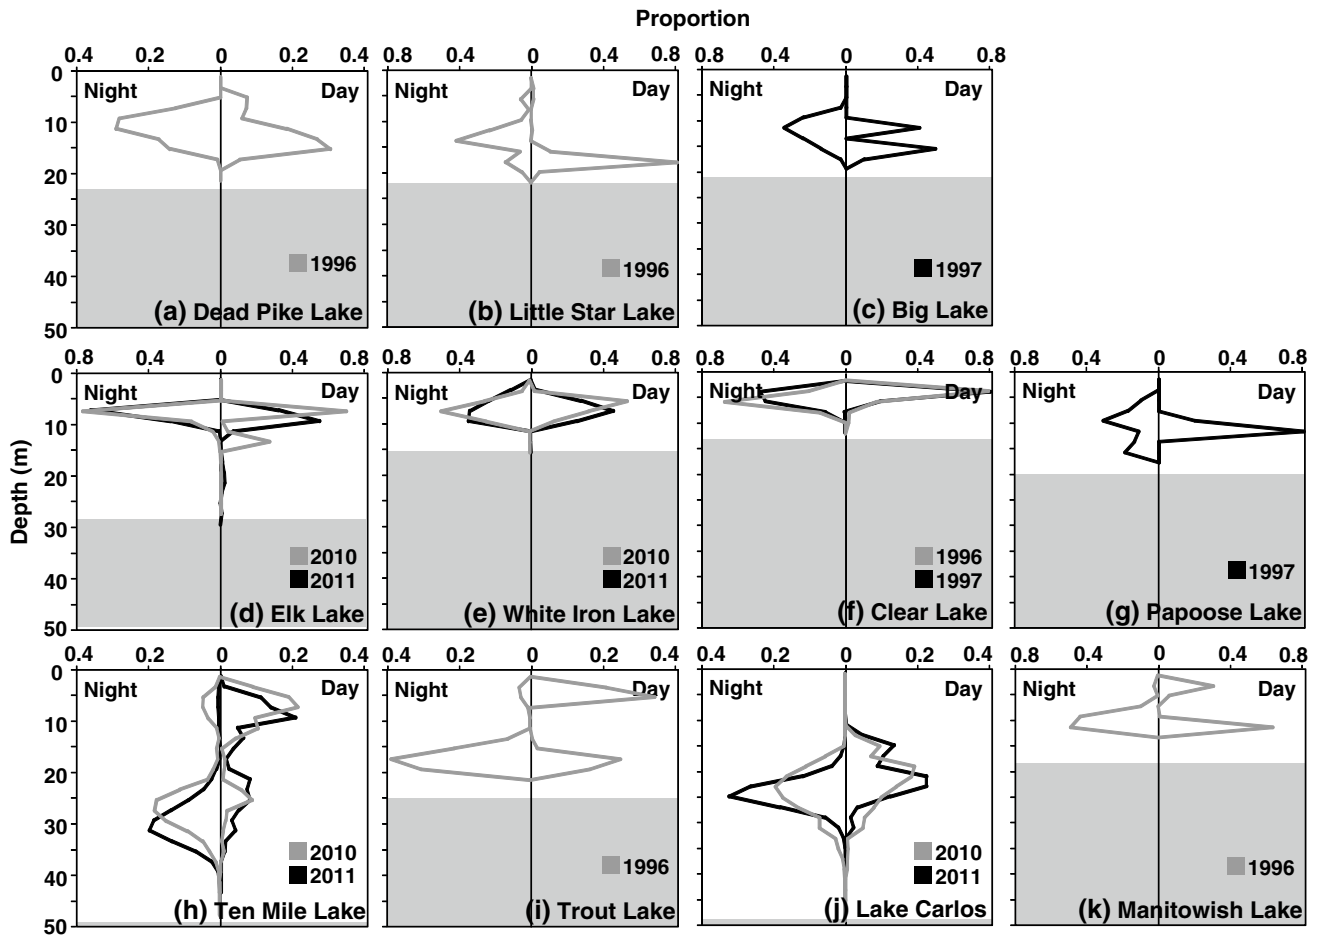 Proportion
0.4 0.2 0 0.2 0.4 0.8 0.4 0 0.4 0.8 0.8 0.4 0 0.4 0.8
0
Night Day Night Day Night Day
10
20
30
40
50
1996 1996 1997
(a) Dead Pike Lake (b) Little Star Lake (c) Big Lake
0.8 0.4 0 0.4 0.8 0.8 0.4 0 0.4 0.8 0.8 0.4 0 0.4 0.8 0.8 0.4 0 0.4 0.8
0
Night Day Night Day Night Day Night Day
10
20
30
40
50
Depth (m)
2010 2010 1996 1997
2011 2011 1997
(d) Elk Lake (e) White Iron Lake (f) Clear Lake (g) Papoose Lake
0.4 0.2 0 0.2 0.4 0.4 0.2 0 0.2 0.4 0.4 0.2 0 0.2 0.4 0.8 0.4 0 0.4 0.8
0
Night Day Night Day Night Day Night Day
10
20
30
40
50
2010 1996 2010 1996
2011 2011
(h) Ten Mile Lake (i) Trout Lake (j) Lake Carlos (k) Manitowish Lake